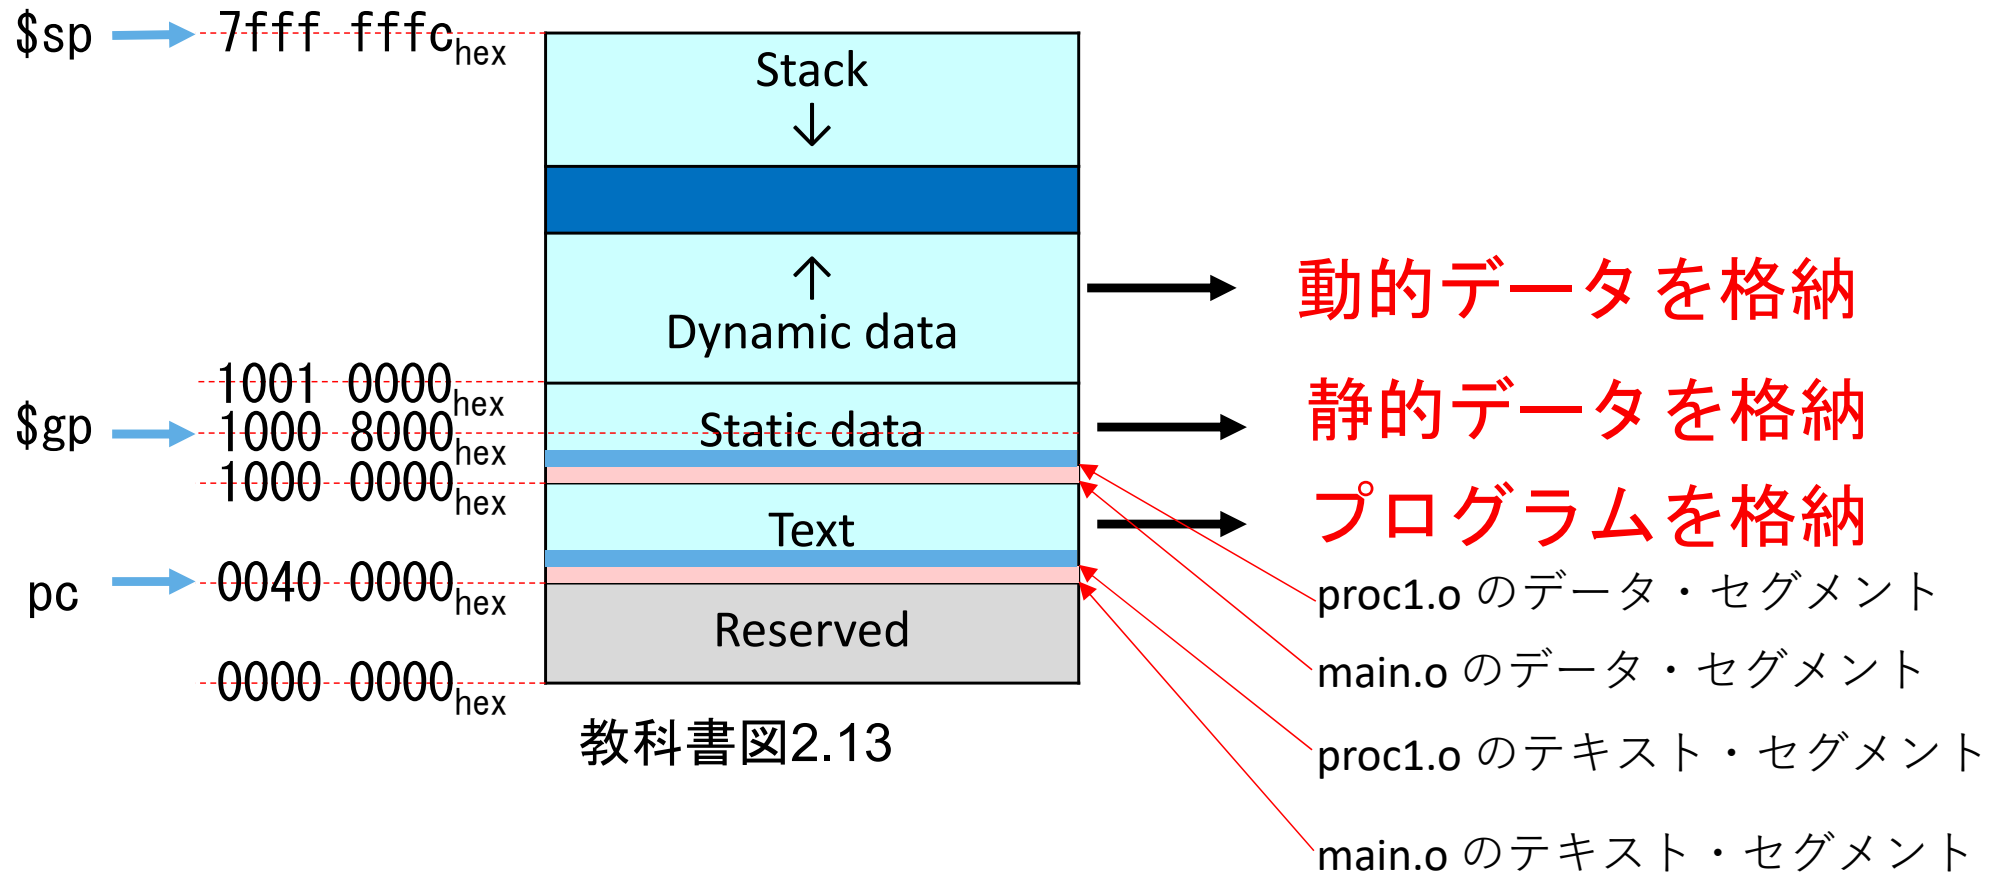 $sp
7fff fffchex
Stack
↓
↑
Dynamic data
動的データを格納
1001 0000hex
$gp
1000 8000hex
Static data
静的データを格納
1000 0000hex
Text
プログラムを格納
pc
0040 0000hex
proc1.o のデータ・セグメント
Reserved
main.o のデータ・セグメント
0000 0000hex
教科書図2.13
proc1.o のテキスト・セグメント
main.o のテキスト・セグメント